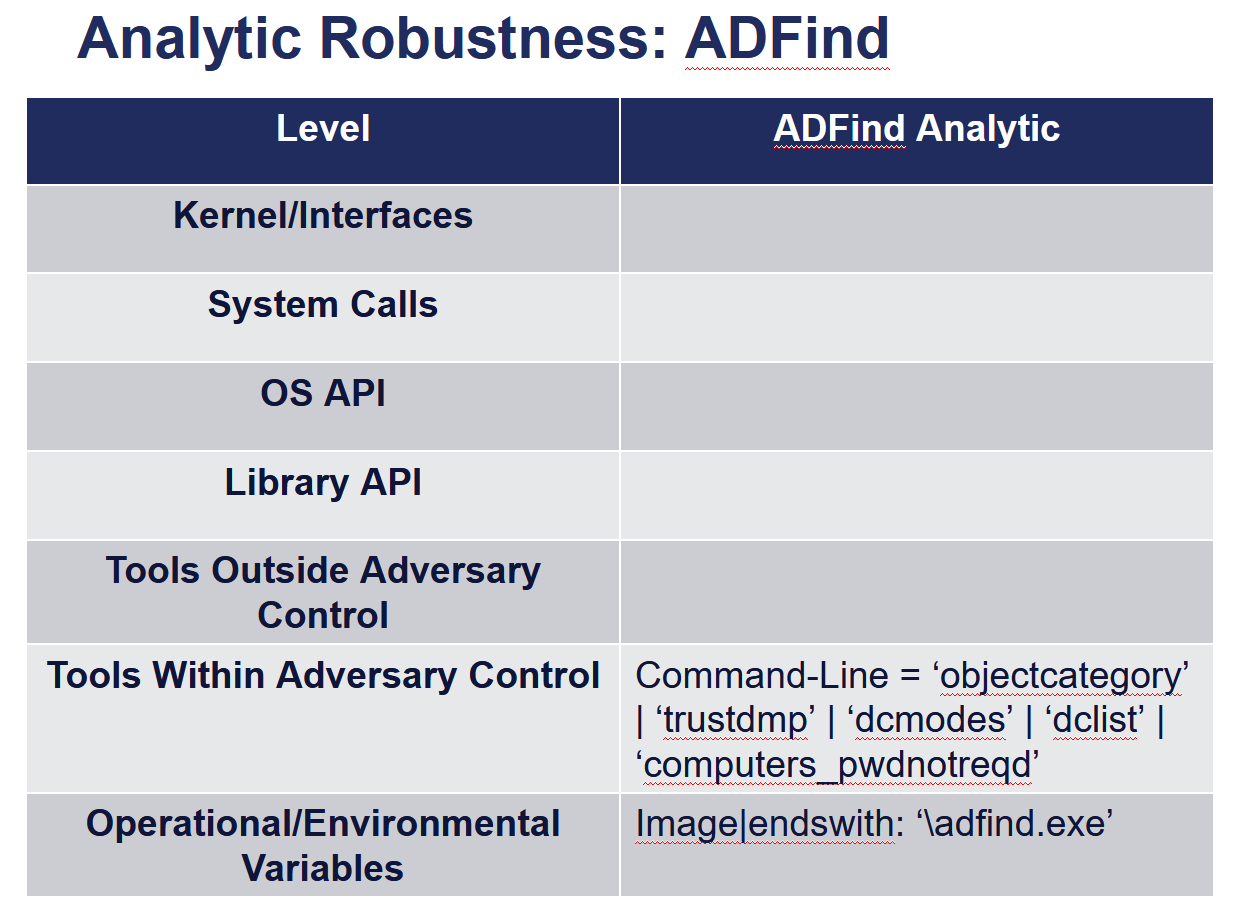 Analytic Robustness: ADFind
Level
ADFind Analytic
Kernel/Interfaces
System Calls
OS API
Library API
Tools Outside Adversary
Control
Tools Within Adversary Control
Command-Line = ‘objectcategory’
| ‘trustdmp’ | ‘dcmodes’ | ‘dclist’ |
‘computers_pwdnotreqd’
Operational/Environmental
Variables
Image|endswith: ‘\adfind.exe’